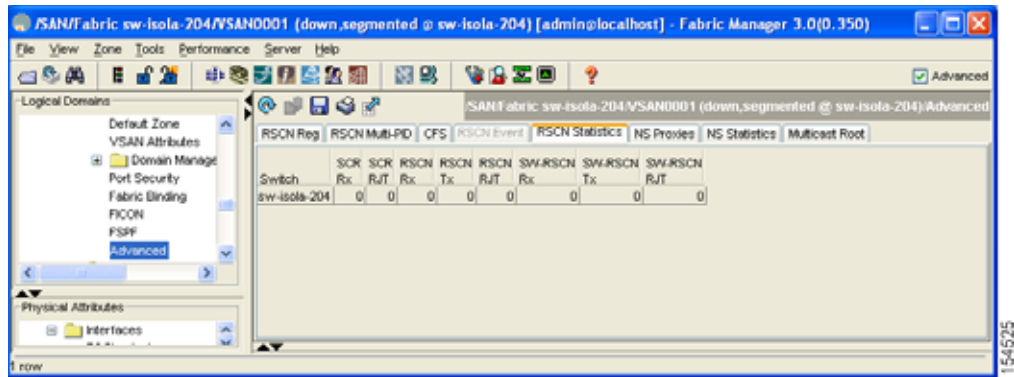 /SAN/Fabric sw-isola-204/VSAN0001 (down,segmented @ sw-isola-204) [admin@localhost] - Fabric Manager 3.0(0.350)
File View Zone Tools Performance Server Help
Advanced
Logical Domains
/SAN/Fabric sw-isola-204/VSAN0001 (down,segmented @ sw-isola-204)/Advanced
Default Zone
VSAN Attributes
Domain Manage
Port Security
Fabric Binding
FICON
FSPF
Advanced
RSCN Reg RSCN Multi-PID CFS RSCN Event RSCN Statistics NS Proxies NS Statistics Multicast Root
SCR SCR RSCN RSCN RSCN SW-RSCN SW-RSCN SW-RSCN
Switch Rx RJT Rx Tx RJT Rx Tx RJT
sw-isola-204 0 0 0 0 0 0 0 0
Physical Attributes
Interfaces
1 row
154525